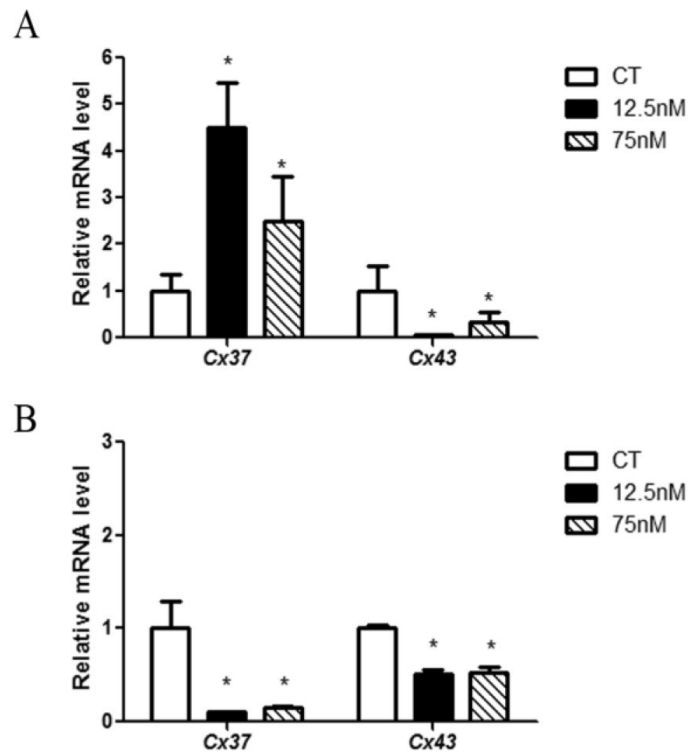 A
Relative mRNA level
6
5
4
3
2
1
0
*
*
*
*
Cx37
Cx43
CT
12.5nM
75nM
B
Relative mRNA level
3
2
1
0
*
*
*
*
Cx37
Cx43
CT
12.5nM
75nM